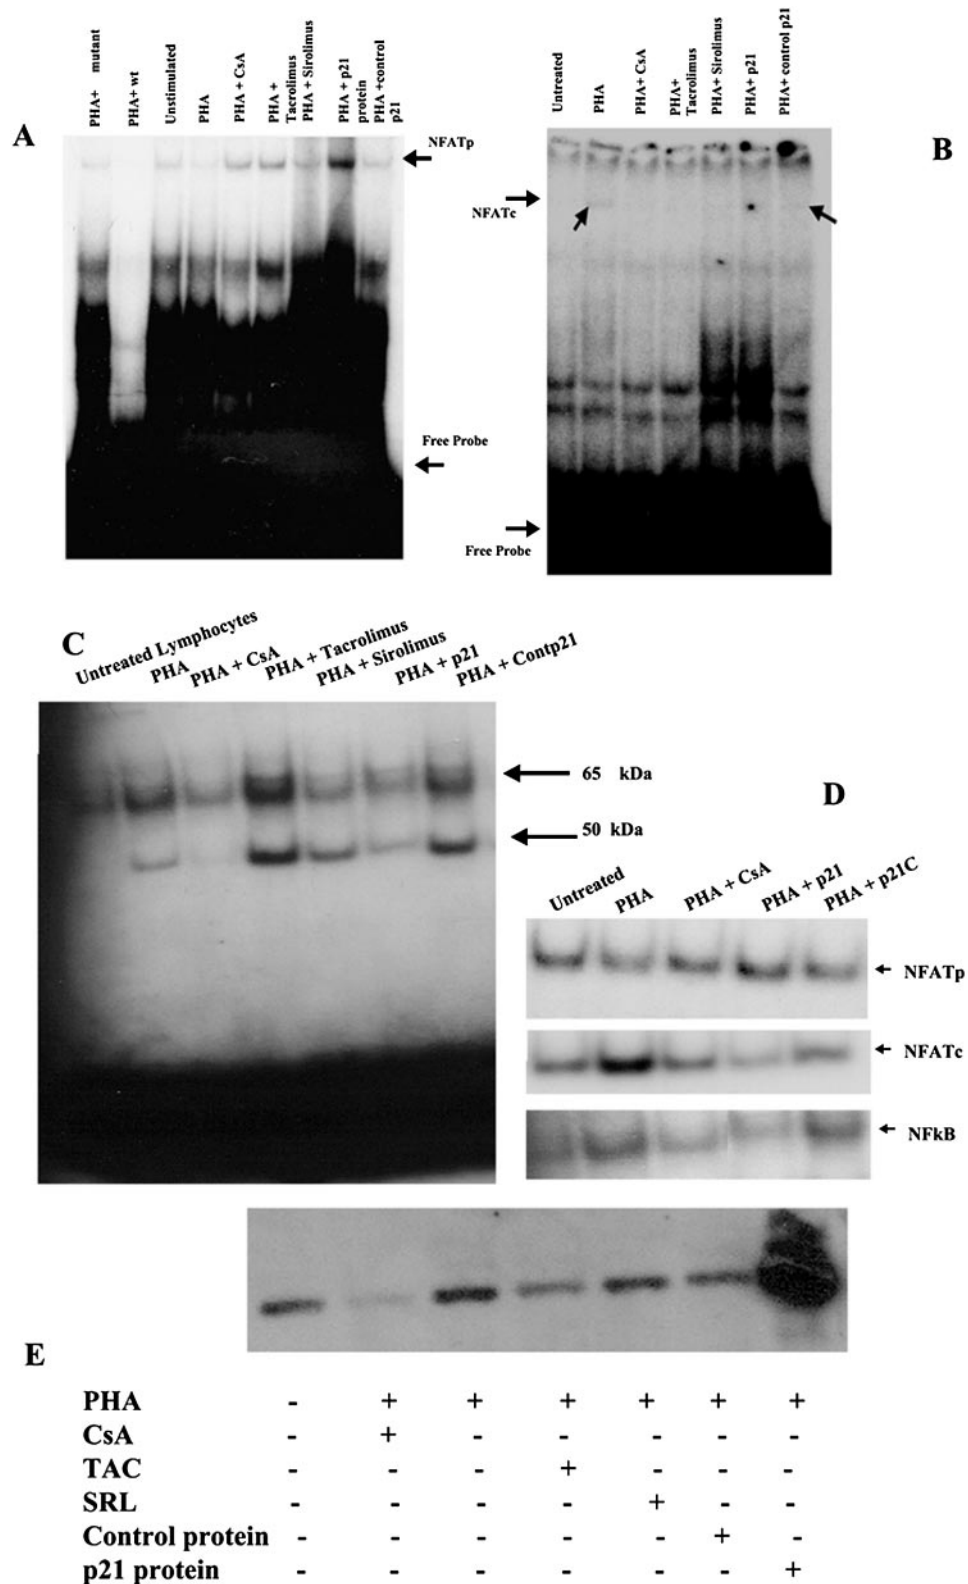 A
PHA+ mutant
PHA+ wt
Unstimulated
PHA
PHA + CsA
PHA +
Tacrolimus
PHA + Sirolimus
PHA + p21
protein
PHA +control
p21
NFATp
Free Probe
B
Untreated
PHA
PHA+ CsA
PHA+
Tacrolimus
PHA+ Sirolimus
PHA+ p21
PHA+ control p21
NFATc
Free Probe
C
Untreated Lymphocytes
PHA
PHA + CsA
PHA + Tacrolimus
PHA + Sirolimus
PHA + p21
PHA + Contp21
65 kDa
50 kDa
D
Untreated
PHA
PHA + CsA
PHA + p21
PHA + p21C
NFATp
NFATc
NFkB
E
PHA - + + + + + +
CsA - + - - - - -
TAC - - - + - - -
SRL - - - - + - -
Control protein - - - - - + -
p21 protein - - - - - - +